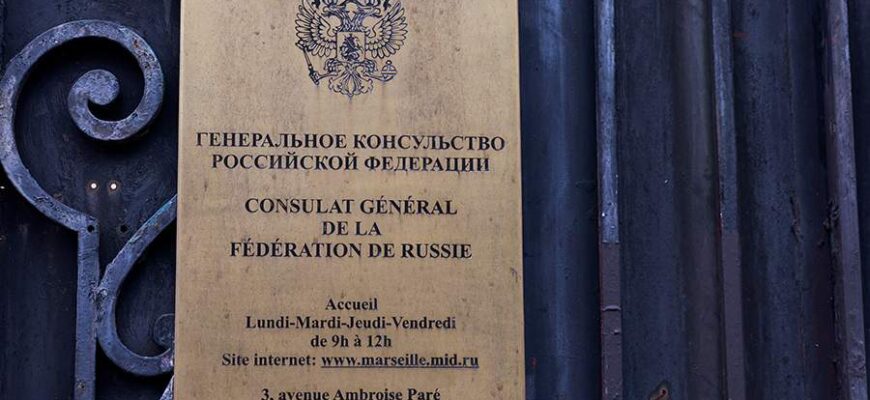 ГЕНЕРАЛЬНОЕ КОНСУЛЬСТВО
РОССИЙСКОЙ ФЕДЕРАЦИИ
CONSULAT GÉNÉRAL
DE LA
FÉDÉRATION DE RUSSIE
Accueil
Lundi-Mardi-Jeudi-Vendredi
de 9h à 12h
Site internet: www.marseille.mid.ru
3, avenue Ambroise Paré